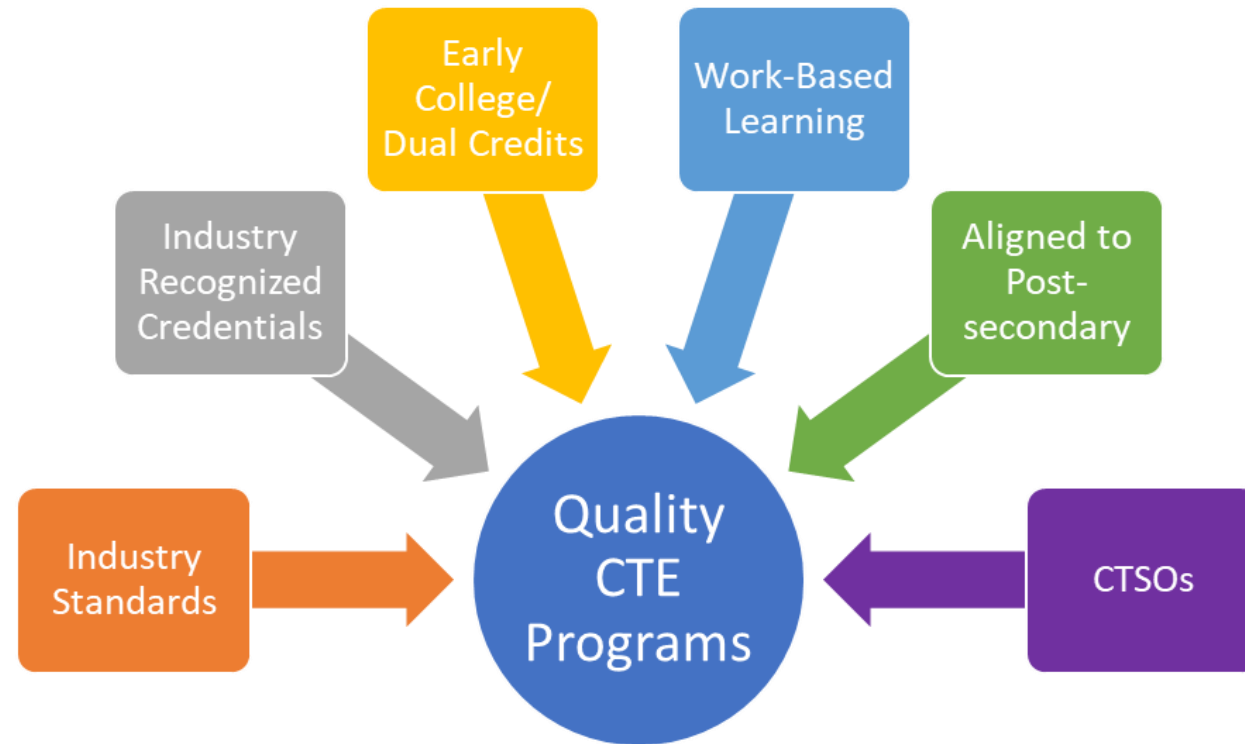 Early
College/
Dual Credits
Work-Based
Learning
Industry
Recognized
Credentials
Aligned to
Post-
secondary
Industry
Standards
Quality
CTE
Programs
CTSOs